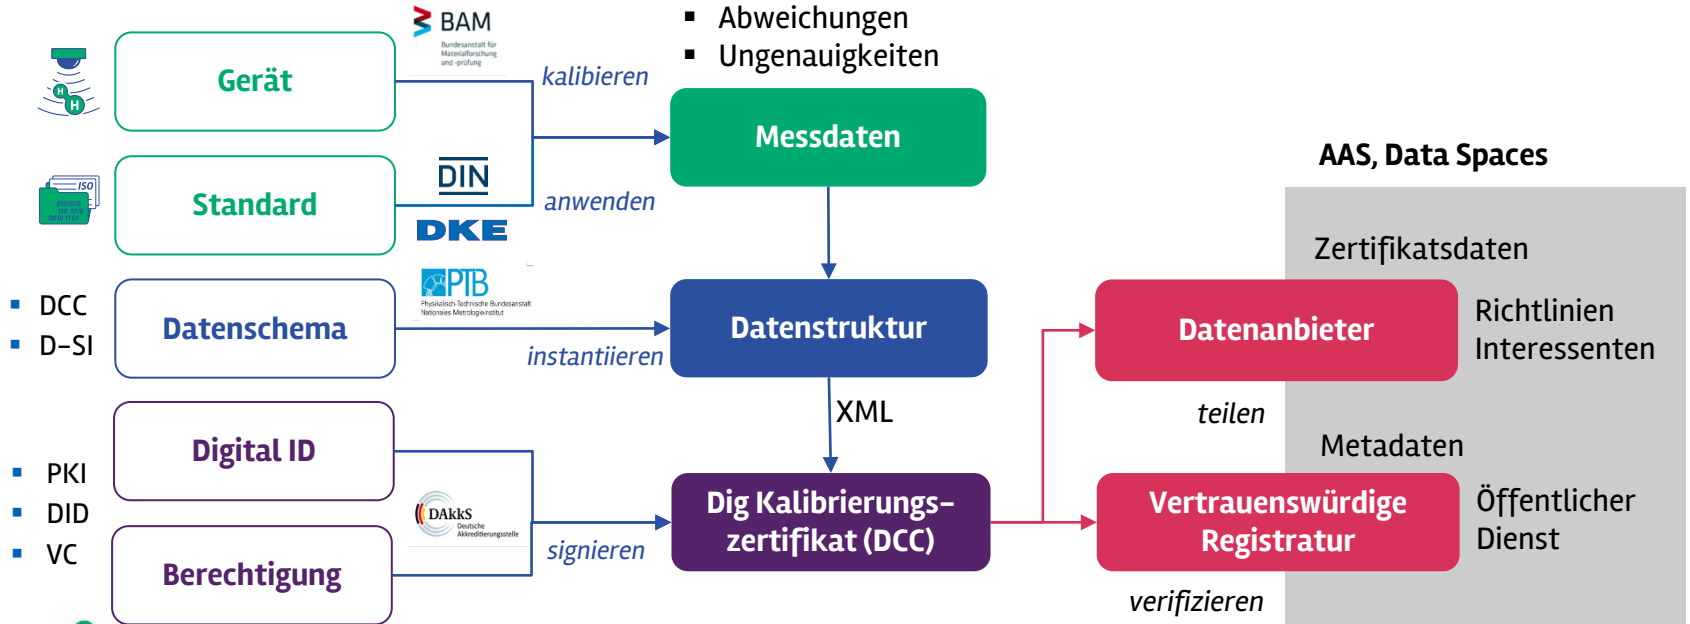 BAM
Bundesanstalt für
Materialforschung
und -prüfung
▪ Abweichungen
▪ Ungenauigkeiten
H
H
Gerät
kalibieren
Messdaten
ISO
Standard
DIN
anwenden
DKE
AAS, Data Spaces
Zertifikatsdaten
▪ DCC
▪ D-SI
Datenschema
PTB
Physikalisch-Technische Bundesanstalt
Nationales Metrologieinstitut
instantiieren
Datenstruktur
Datenanbieter
Richtlinien
Interessenten
XML
teilen
Metadaten
▪ PKI
▪ DID
▪ VC
Digital ID
Berechtigung
DAkkS
Deutsche
Akkreditierungsstelle
signieren
Dig Kalibrierungs-
zertifikat (DCC)
Vertrauenswürdige
Registratur
Öffentlicher
Dienst
verifizieren